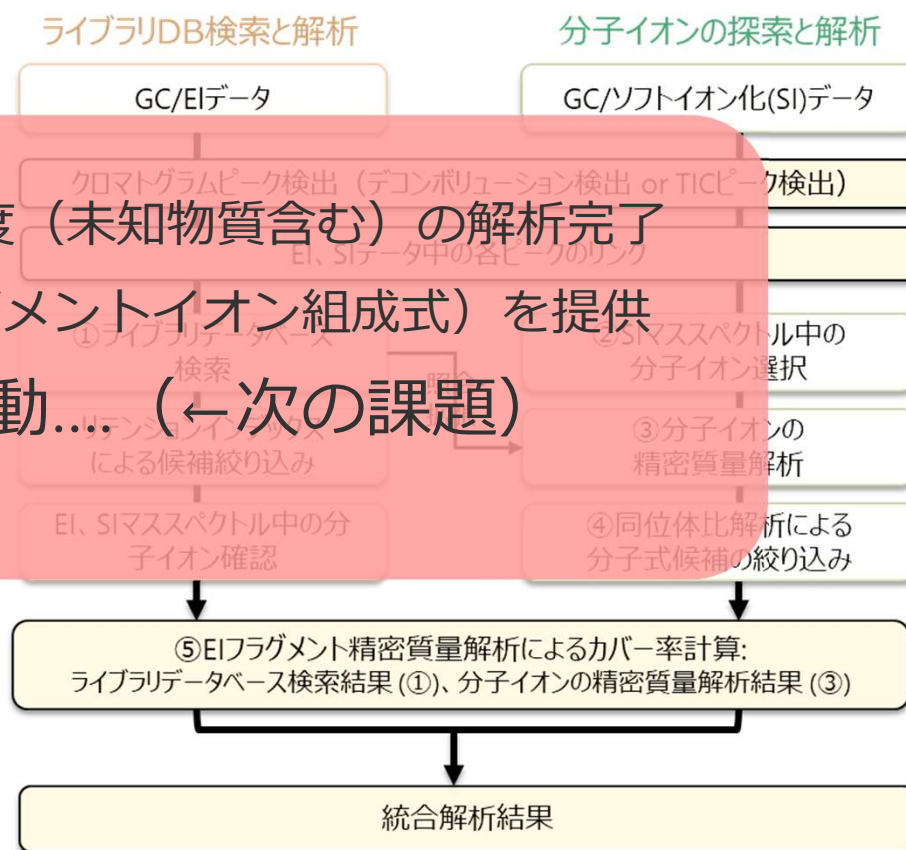 ライブラリDB検索と解析
分子イオンの探索と解析
GC/EIデータ
GC/ソフトイオン化(SI)データ
クロマトグラムピーク検出（デコンボリューション検出 or TICピーク検出）
度（未知物質含む）の解析完了
EI、SIデータ中の各ピークのリンク
メントイオン組成式）を提供
①ライブラリデータベース
検索
②SIマススペクトル中の
分子イオン選択
動....（←次の課題）
リテンションインデックス
による候補絞り込み
③分子イオンの
精密質量解析
EI、SIマススペクトル中の分
子イオン確認
④同位体比解析による
分子式候補の絞り込み
⑤EIフラグメント精密質量解析によるカバー率計算:
ライブラリデータベース検索結果 (①)、分子イオンの精密質量解析結果 (③)
統合解析結果